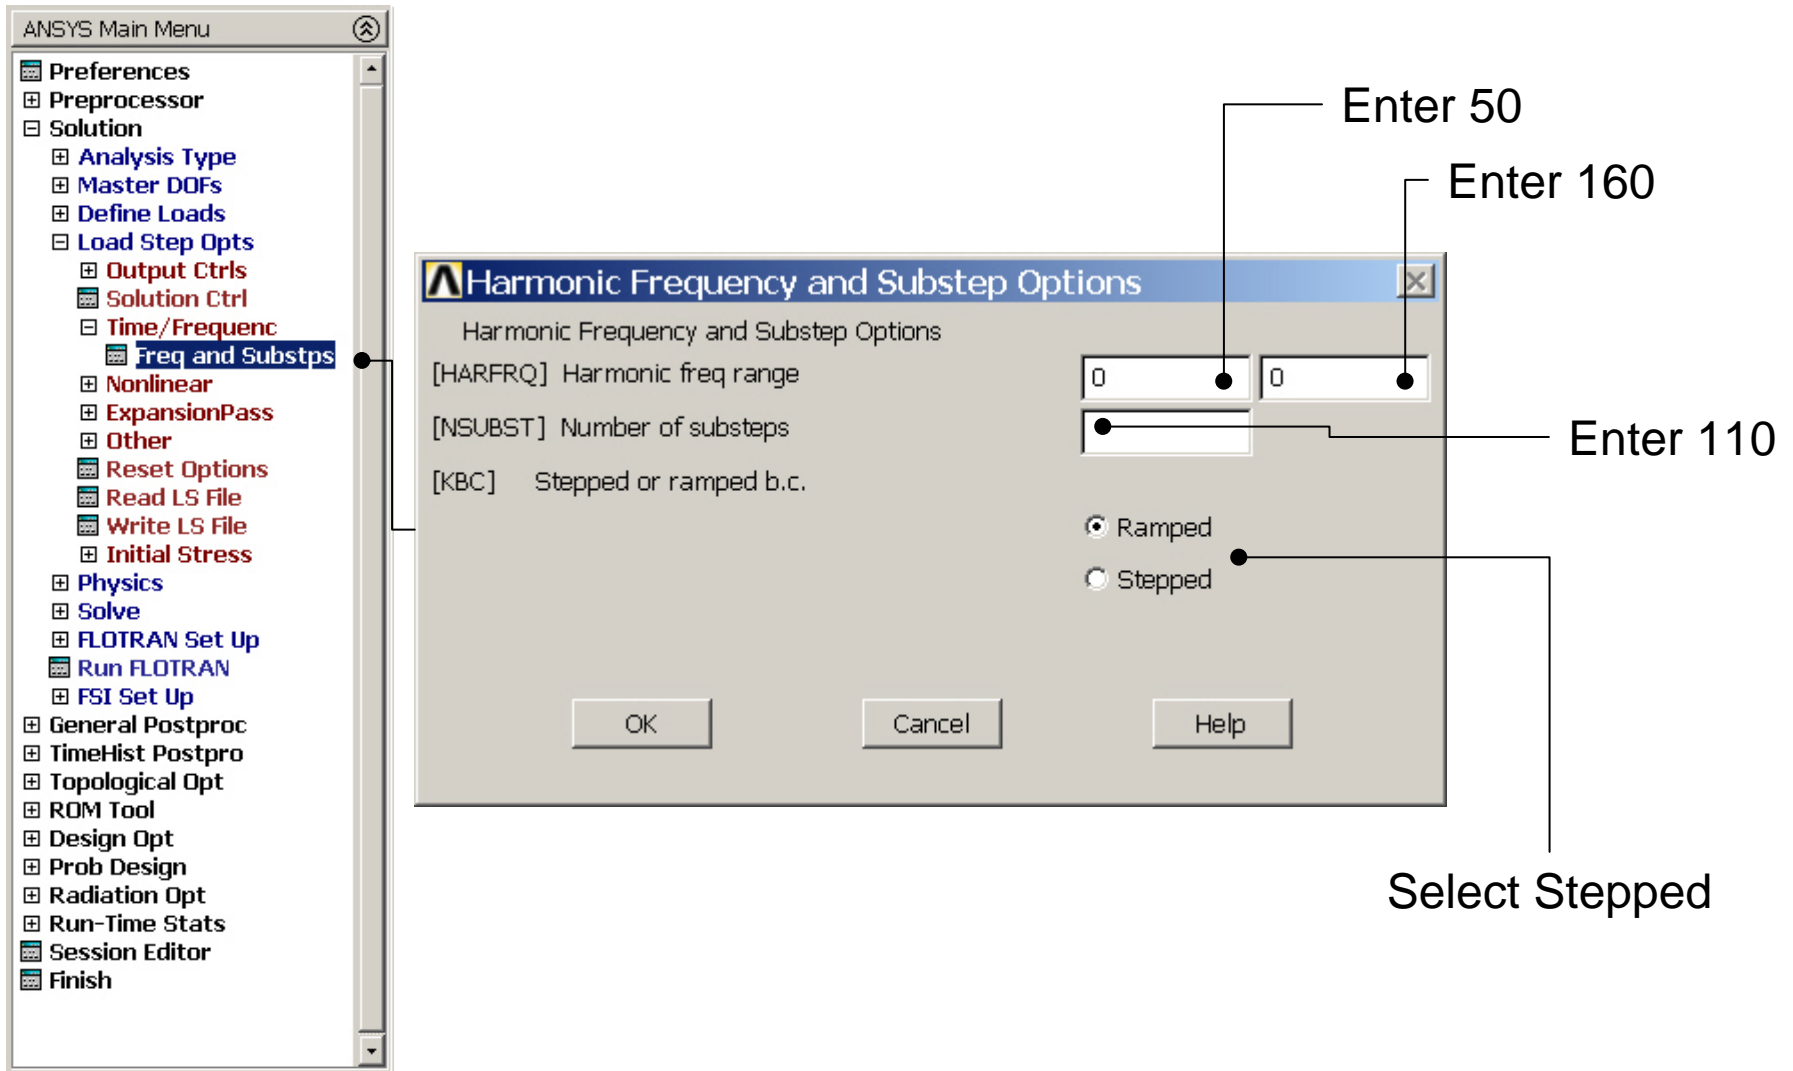 ANSYS Main Menu
Preferences
Preprocessor
Solution
Analysis Type
Master DOFs
Define Loads
Load Step Opts
Output Ctrls
Solution Ctrl
Time/Frequenc
Freq and Substps
Nonlinear
ExpansionPass
Other
Reset Options
Read LS File
Write LS File
Initial Stress
Physics
Solve
FLOTRAN Set Up
Run FLOTRAN
FSI Set Up
General Postproc
TimeHist Postpro
Topological Opt
ROM Tool
Design Opt
Prob Design
Radiation Opt
Run-Time Stats
Session Editor
Finish
Enter 50
Enter 160
Harmonic Frequency and Substep Options
Harmonic Frequency and Substep Options
[HARFRQ] Harmonic freq range 0 0
[NSUBST] Number of substeps
Enter 110
[KBC] Stepped or ramped b.c.
Ramped
Stepped
OK Cancel Help
Select Stepped